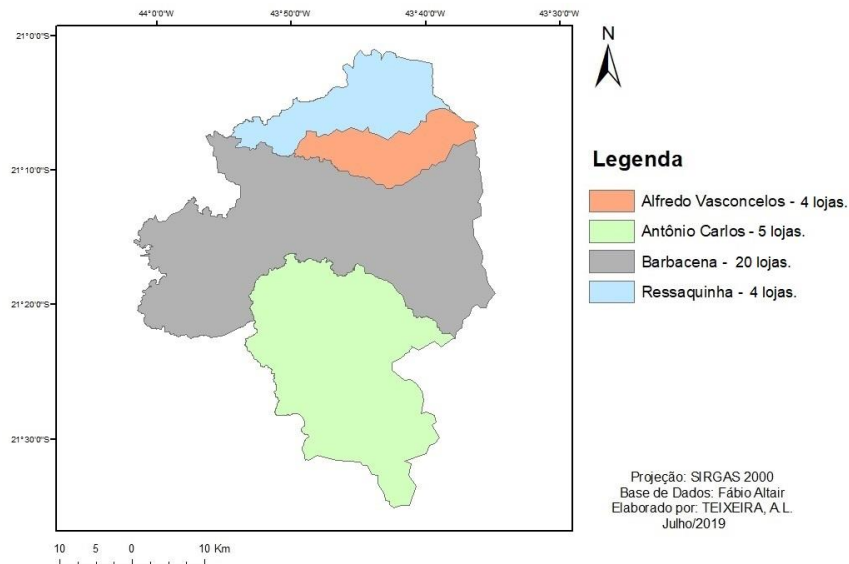 44°0'0"W 43°50'0"W 43°40'0"W 43°30'0"W
21°0'0"S
21°10'0"S
21°20'0"S
21°30'0"S
N
Legenda
Alfredo Vasconcelos - 4 lojas.
Antônio Carlos - 5 lojas.
Barbacena - 20 lojas.
Ressaquinha - 4 lojas.
Projeção: SIRGAS 2000
Base de Dados: Fábio Altair
Elaborado por: TEIXEIRA, A.L.
Julho/2019
10 5 0 10 Km